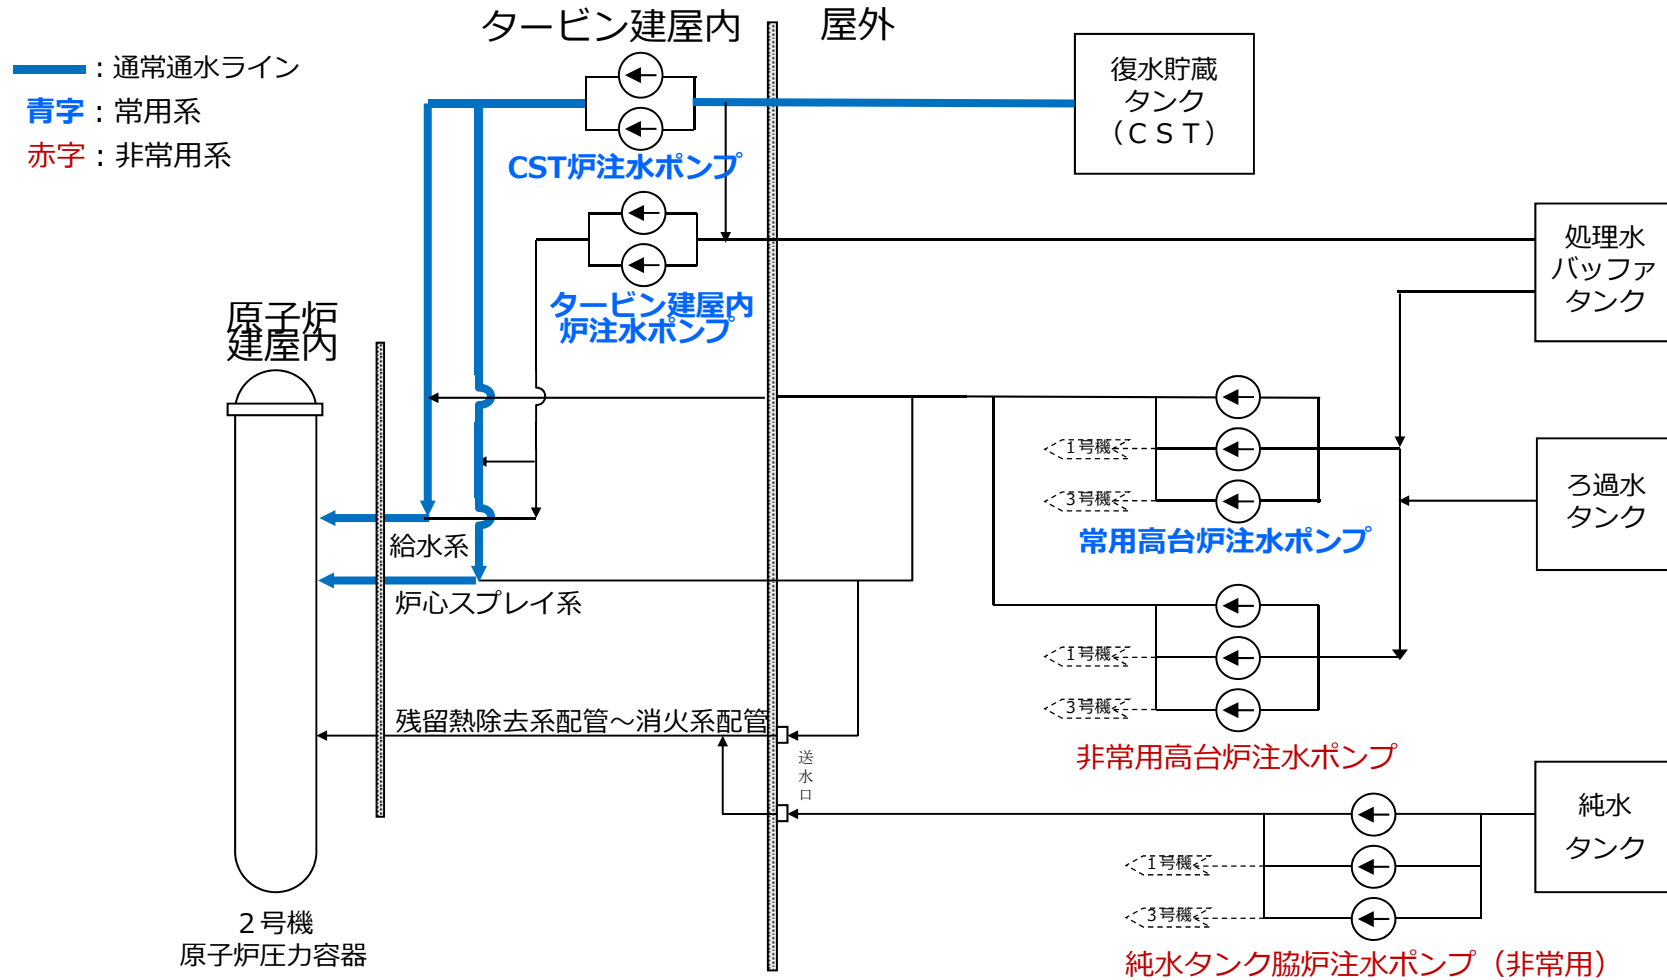 タービン建屋内
屋外
：通常通水ライン
青字：常用系
赤字：非常用系
復水貯蔵
タンク
（ＣＳＴ）
CST炉注水ポンプ
処理水
バッファ
タンク
タービン建屋内
炉注水ポンプ
原子炉
建屋内
1号機
3号機
常用高台炉注水ポンプ
ろ過水
タンク
給水系
炉心スプレイ系
1号機
3号機
非常用高台炉注水ポンプ
残留熱除去系配管～消火系配管
送
水
口
純水
タンク
1号機
3号機
純水タンク脇炉注水ポンプ（非常用）
２号機
原子炉圧力容器